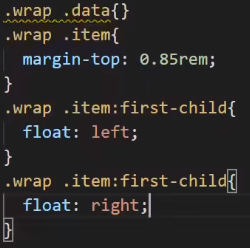 .wrap .data{}
.wrap .item{
  margin-top: 0.85rem;
}
.wrap .item:first-child{
  float: left;
}
.wrap .item:first-child{
  float: right;
}